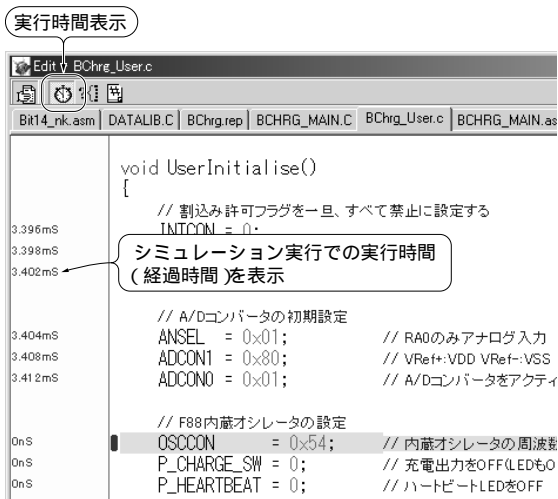 実行時間表示
Edit BChrg_User.c
Bit14_nk.asm DATALIB.C BChrg.rep BCHRG_MAIN.C BChrg_User.c BCHRG_MAIN.as
void UserInitialise()
{
// 割込み許可フラグを一旦、すべて禁止に設定する
3.396mS INTCON = 0;
3.398mS
3.402mS
シミュレーション実行での実行時間
(経過時間)を表示
// A/Dコンバータの初期設定
3.404mS ANSEL = 0x01; // RA0のみアナログ入力
3.408mS ADCON1 = 0x80; // VRef+:VDD VRef-:VSS
3.412mS ADCON0 = 0x01; // A/Dコンバータをアクティ
// F88内蔵オシレータの設定
0nS OSCCON = 0x54; // 内蔵オシレータの周波数
0nS P_CHARGE_SW = 0; // 充電出力をOFF(LEDもO
0nS P_HEARTBEAT = 0; // ハートビートLEDをOFF